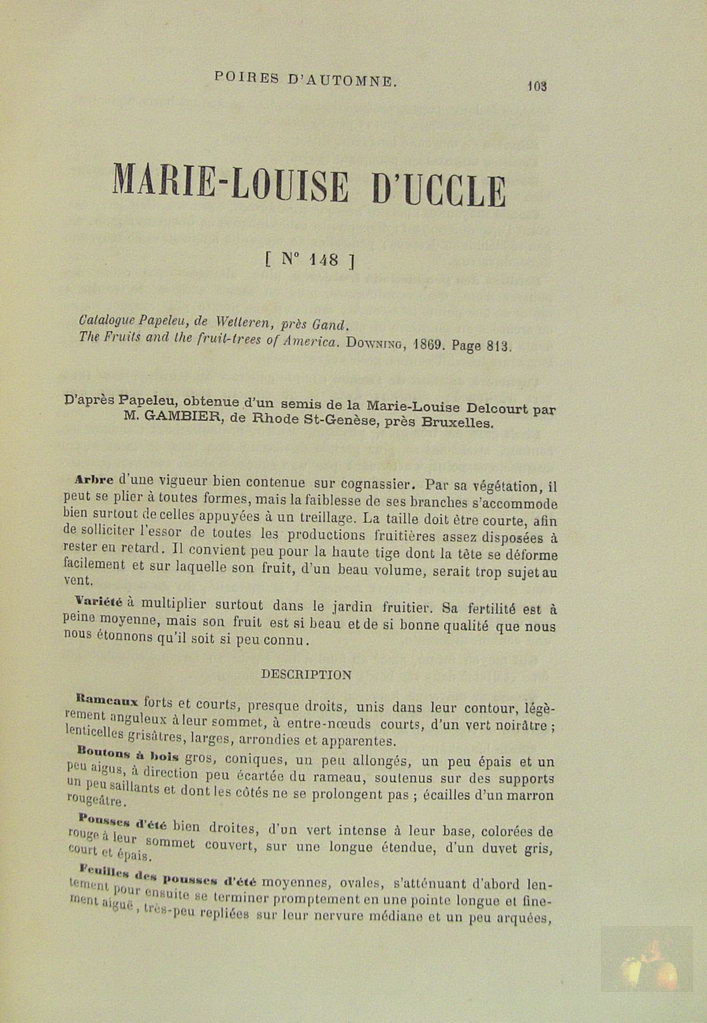 POIRES D'AUTOMNE.
103
MARIE-LOUISE D'UCCLE
[ N° 148 ]
Catalogue Papeleu, de Wetteren, près Gand.
The Fruits and the fruit-trees of America. DOWNING, 1869. Page 813.
D'après Papeleu, obtenue d'un semis de la Marie-Louise Delcourt par
M. GAMBIER, de Rhode St-Genèse, près Bruxelles.
Arbre d'une vigueur bien contenue sur cognassier. Par sa végétation, il
peut se plier à toutes formes, mais la faiblesse de ses branches s'accommode
bien surtout de celles appuyées à un treillage. La taille doit être courte, afin
de solliciter l'essor de toutes les productions fruitières assez disposées à
rester en retard. Il convient peu pour la haute tige dont la tête se déforme
facilement et sur laquelle son fruit, d'un beau volume, serait trop sujet au
vent.
Variété à multiplier surtout dans le jardin fruitier. Sa fertilité est à
peine moyenne, mais son fruit est si beau et de si bonne qualité que nous
nous étonnons qu'il soit si peu connu.
DESCRIPTION
Rameaux forts et courts, presque droits, unis dans leur contour, légè-
rement anguleux à leur sommet, à entre-nœuds courts, d'un vert noirâtre ;
lenticelles grisâtres, larges, arrondies et apparentes.
Boutons à bois gros, coniques, un peu allongés, un peu épais et un
peu aigus, à direction peu écartée du rameau, soutenus sur des supports
un peu saillants et dont les côtés ne se prolongent pas ; écailles d'un marron
rougeâtre.
Pousses d'été bien droites, d'un vert intense à leur base, colorées de
rouge à leur sommet couvert, sur une longue étendue, d'un duvet gris,
court et épais.
Feuilles des pousses d'été moyennes, ovales, s'atténuant d'abord len-
tement pour ensuite se terminer promptement en une pointe longue et fine-
ment aiguë, très-peu repliées sur leur nervure médiane et un peu arquées,